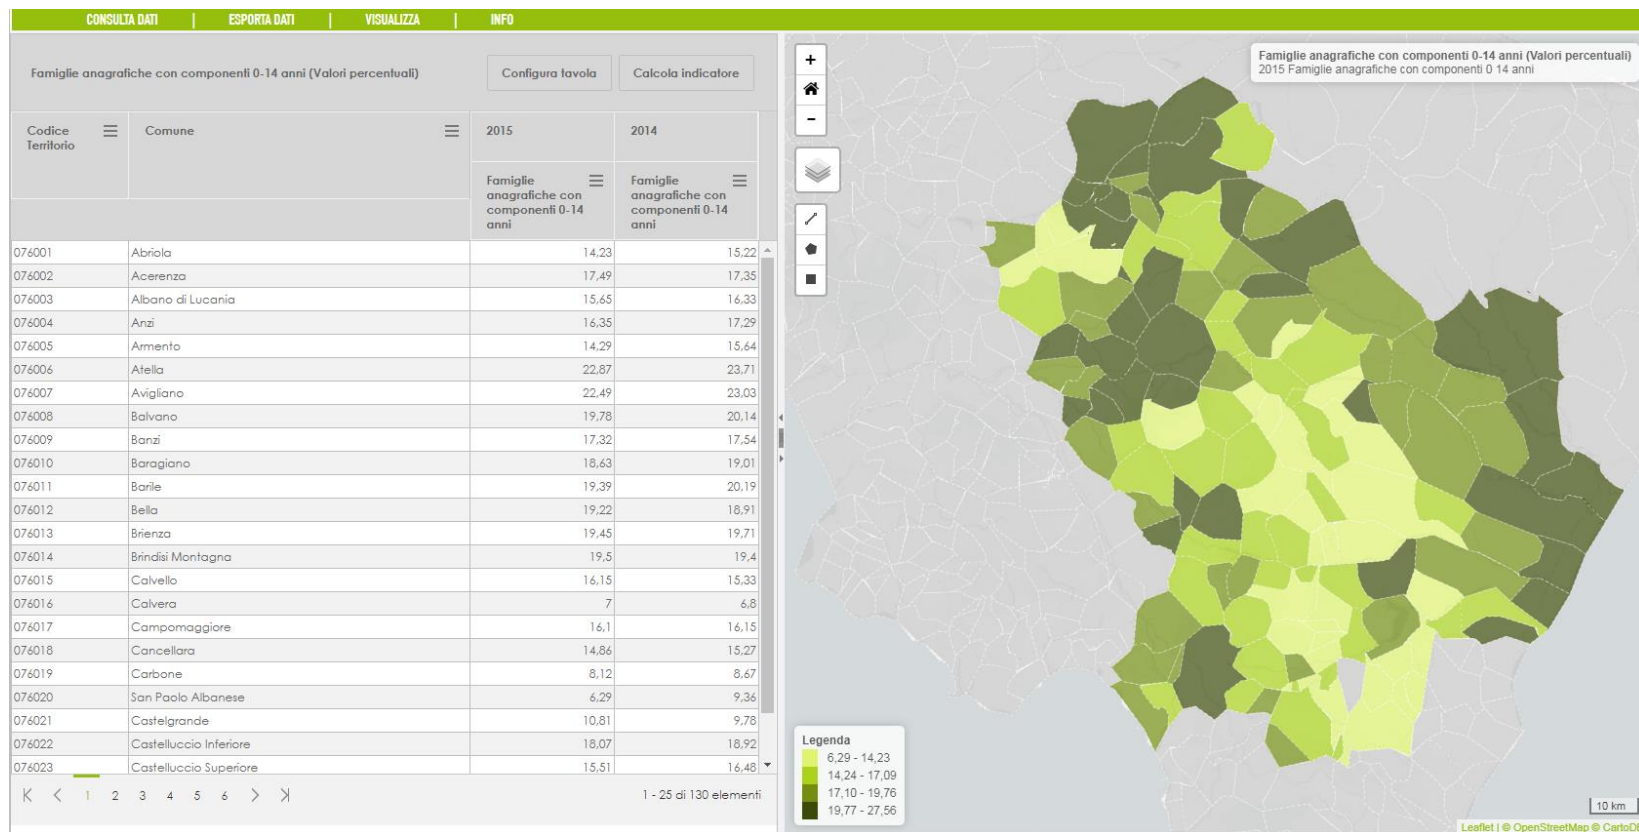 CONSULTA DATI | ESPORTA DATI | VISUALIZZA | INFO
Famiglie anagrafiche con componenti 0-14 anni (Valori percentuali)
Configura tavola
Calcola indicatore
Codice Territorio
Comune
2015
2014
Famiglie
anagrafiche con
componenti 0-14
anni
Famiglie
anagrafiche con
componenti 0-14
anni
076001 Abriola 14,23 15,22
076002 Acerenza 17,49 17,35
076003 Albano di Lucania 15,65 16,33
076004 Anzi 16,35 17,29
076005 Armento 14,29 15,64
076006 Atella 22,87 23,71
076007 Avigliano 22,49 23,03
076008 Balvano 19,78 20,14
076009 Banzi 17,32 17,54
076010 Baragiano 18,63 19,01
076011 Barile 19,39 20,19
076012 Bella 19,22 18,91
076013 Brienza 19,45 19,71
076014 Brindisi Montagna 19,5 19,4
076015 Calvello 16,15 15,33
076016 Calvera 7 6,8
076017 Campomaggiore 16,1 16,15
076018 Cancellara 14,86 15,27
076019 Carbone 8,12 8,67
076020 San Paolo Albanese 6,29 9,36
076021 Castelgrande 10,81 9,78
076022 Castelluccio Inferiore 18,07 18,92
076023 Castelluccio Superiore 15,51 16,48
1 2 3 4 5 6
1 - 25 di 130 elementi
+
-
Famiglie anagrafiche con componenti 0-14 anni (Valori percentuali)
2015 Famiglie anagrafiche con componenti 0 14 anni
Legenda
6,29 - 14,23
14,24 - 17,09
17,10 - 19,76
19,77 - 27,56
10 km
Leaflet | © OpenStreetMap © CartoDB